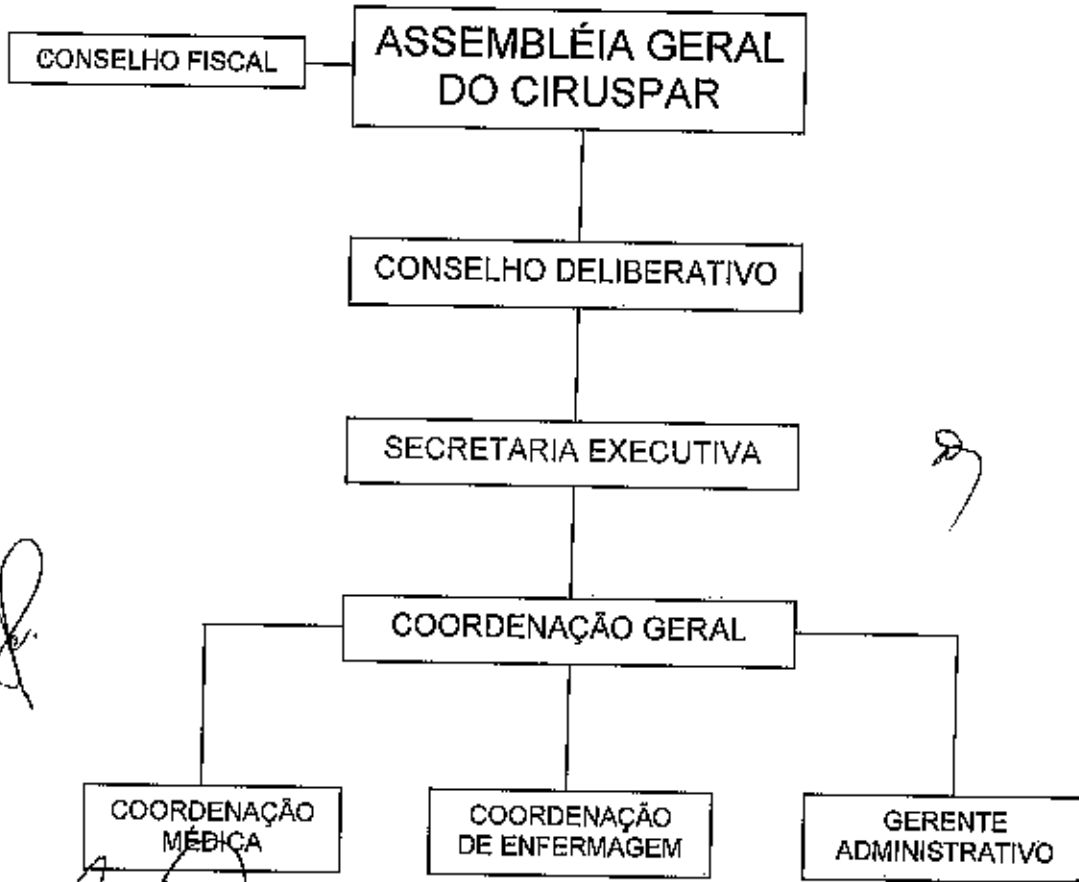 CONSELHO FISCAL
ASSEMBLÉIA GERAL
DO CIRUSPAR
CONSELHO DELIBERATIVO
SECRETARIA EXECUTIVA
COORDENAÇÃO GERAL
COORDENAÇÃO
MÉDICA
COORDENAÇÃO
DE ENFERMAGEM
GERENTE
ADMINISTRATIVO